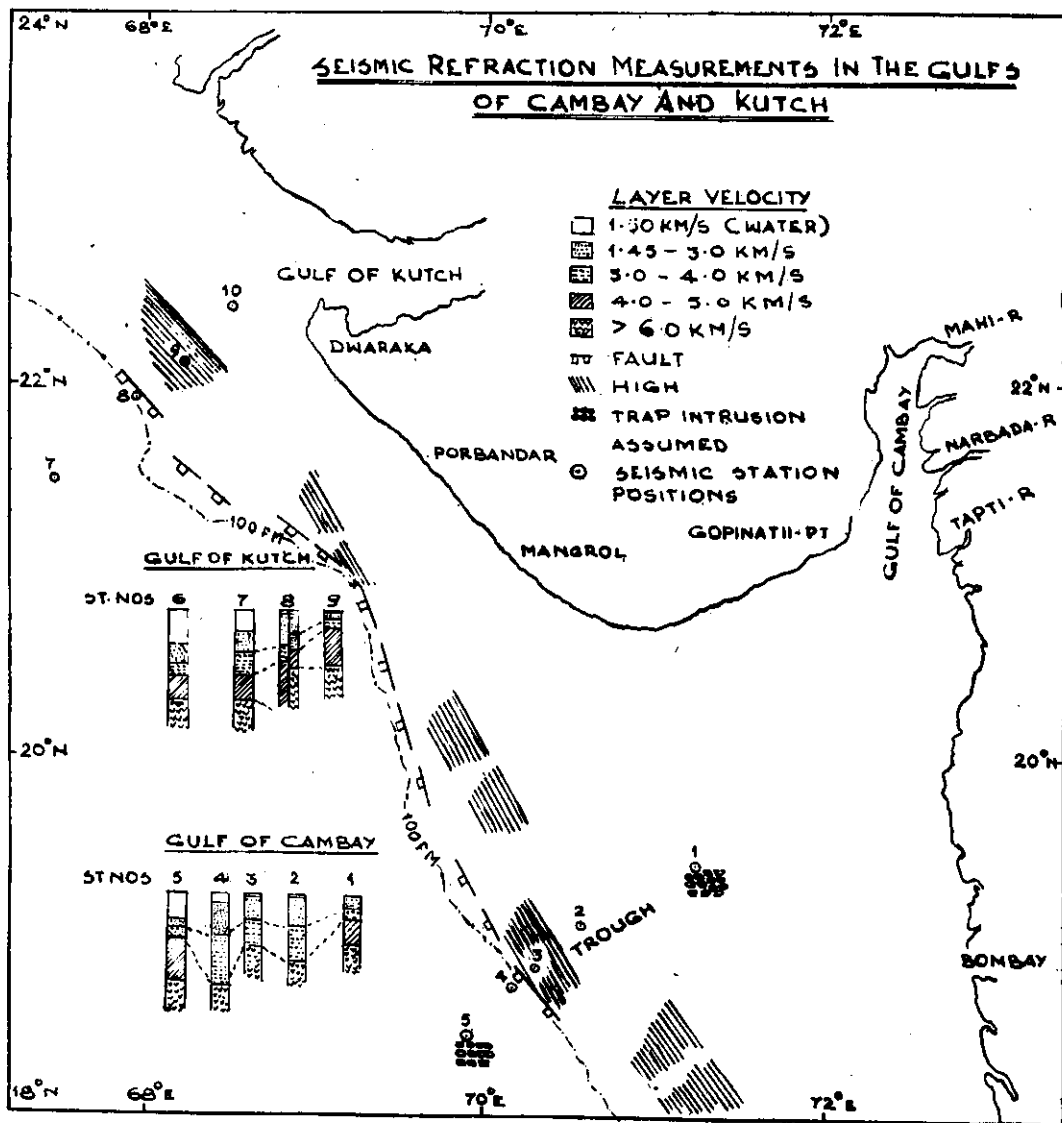 24°N 68°E 70°E 72°E
SEISMIC REFRACTION MEASUREMENTS IN THE GULFS
OF CAMBAY AND KUTCH
LAYER VELOCITY
1.50 KM/S (WATER)
1.45 - 3.0 KM/S
3.0 - 4.0 KM/S
4.0 - 5.0 KM/S
> 6.0 KM/S
FAULT
HIGH
TRAP INTRUSION
ASSUMED
SEISMIC STATION
POSITIONS
GULF OF KUTCH
10
DWARAKA
MAHI-R
9
22°N
22°N
8
7
GULF OF CAMBAY
NARBADA-R
PORBANDAR
TAPTI-R
100 FM
GOPINATH-PT
MANGROL
GULF OF KUTCH
ST. NOS 6 7 8 9
20°N
20°N
100 FM
GULF OF CAMBAY
ST NOS 5 4 3 2 1
1
2
TROUGH
3
4
BOMBAY
5
18°N 68°E 70°E 72°E